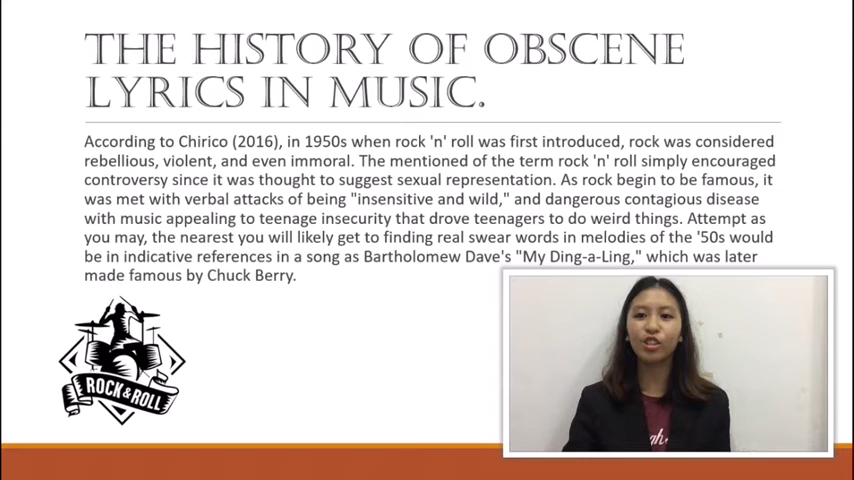 THE HISTORY OF OBSCENE
LYRICS IN MUSIC.
According to Chirico (2016), in 1950s when rock 'n' roll was first introduced, rock was considered
rebellious, violent, and even immoral. The mentioned of the term rock 'n' roll simply encouraged
controversy since it was thought to suggest sexual representation. As rock begin to be famous, it
was met with verbal attacks of being "insensitive and wild," and dangerous contagious disease
with music appealing to teenage insecurity that drove teenagers to do weird things. Attempt as
you may, the nearest you will likely get to finding real swear words in melodies of the '50s would
be in indicative references in a song as Bartholomew Dave's "My Ding-a-Ling," which was later
made famous by Chuck Berry.
ROCK & ROLL